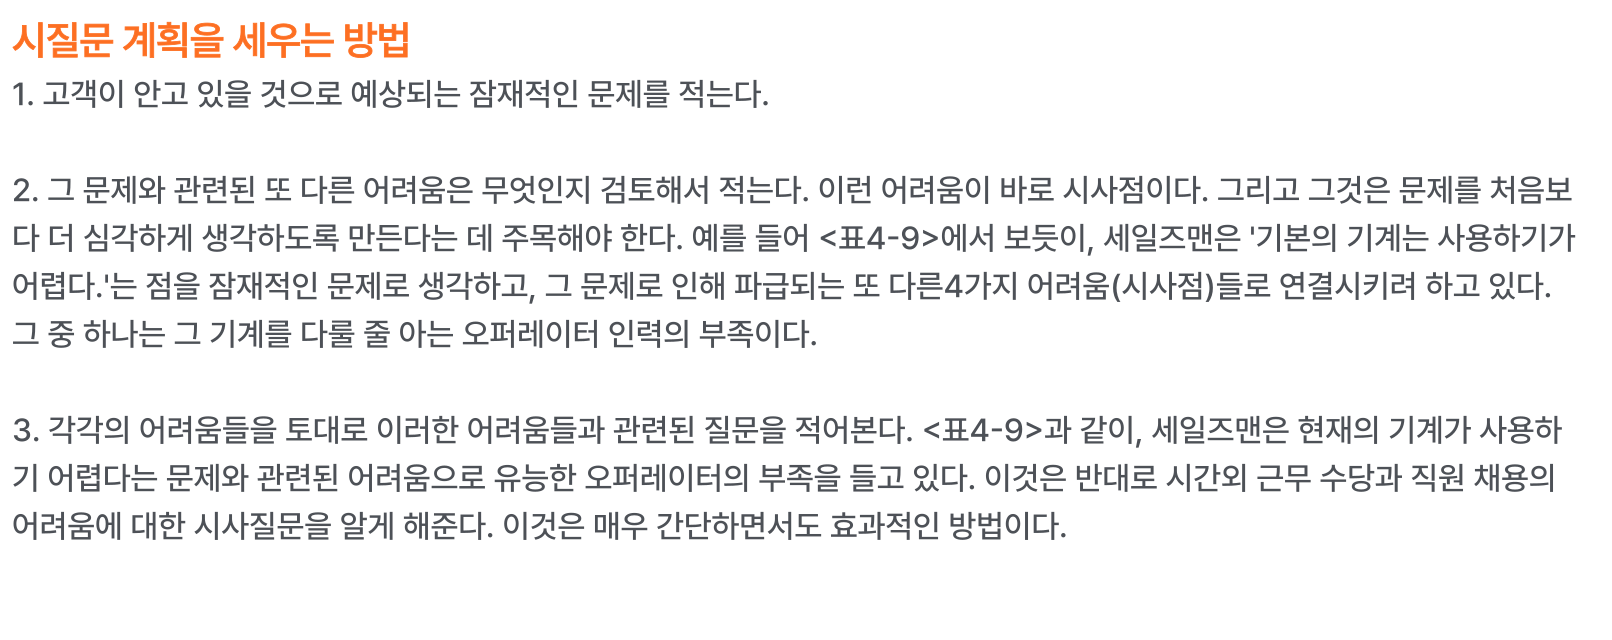 시질문 계획을 세우는 방법
1. 고객이 안고 있을 것으로 예상되는 잠재적인 문제를 적는다.
2. 그 문제와 관련된 또 다른 어려움은 무엇인지 검토해서 적는다. 이런 어려움이 바로 시사점이다. 그리고 그것은 문제를 처음보
다 더 심각하게 생각하도록 만든다는 데 주목해야 한다. 예를 들어 <표4-9>에서 보듯이, 세일즈맨은 '기본의 기계는 사용하기가
어렵다.'는 점을 잠재적인 문제로 생각하고, 그 문제로 인해 파급되는 또 다른4가지 어려움(시사점)들로 연결시키려 하고 있다.
그 중 하나는 그 기계를 다룰 줄 아는 오퍼레이터 인력의 부족이다.
3. 각각의 어려움들을 토대로 이러한 어려움들과 관련된 질문을 적어본다. <표4-9>과 같이, 세일즈맨은 현재의 기계가 사용하
기 어렵다는 문제와 관련된 어려움으로 유능한 오퍼레이터의 부족을 들고 있다. 이것은 반대로 시간외 근무 수당과 직원 채용의
어려움에 대한 시사질문을 알게 해준다. 이것은 매우 간단하면서도 효과적인 방법이다.